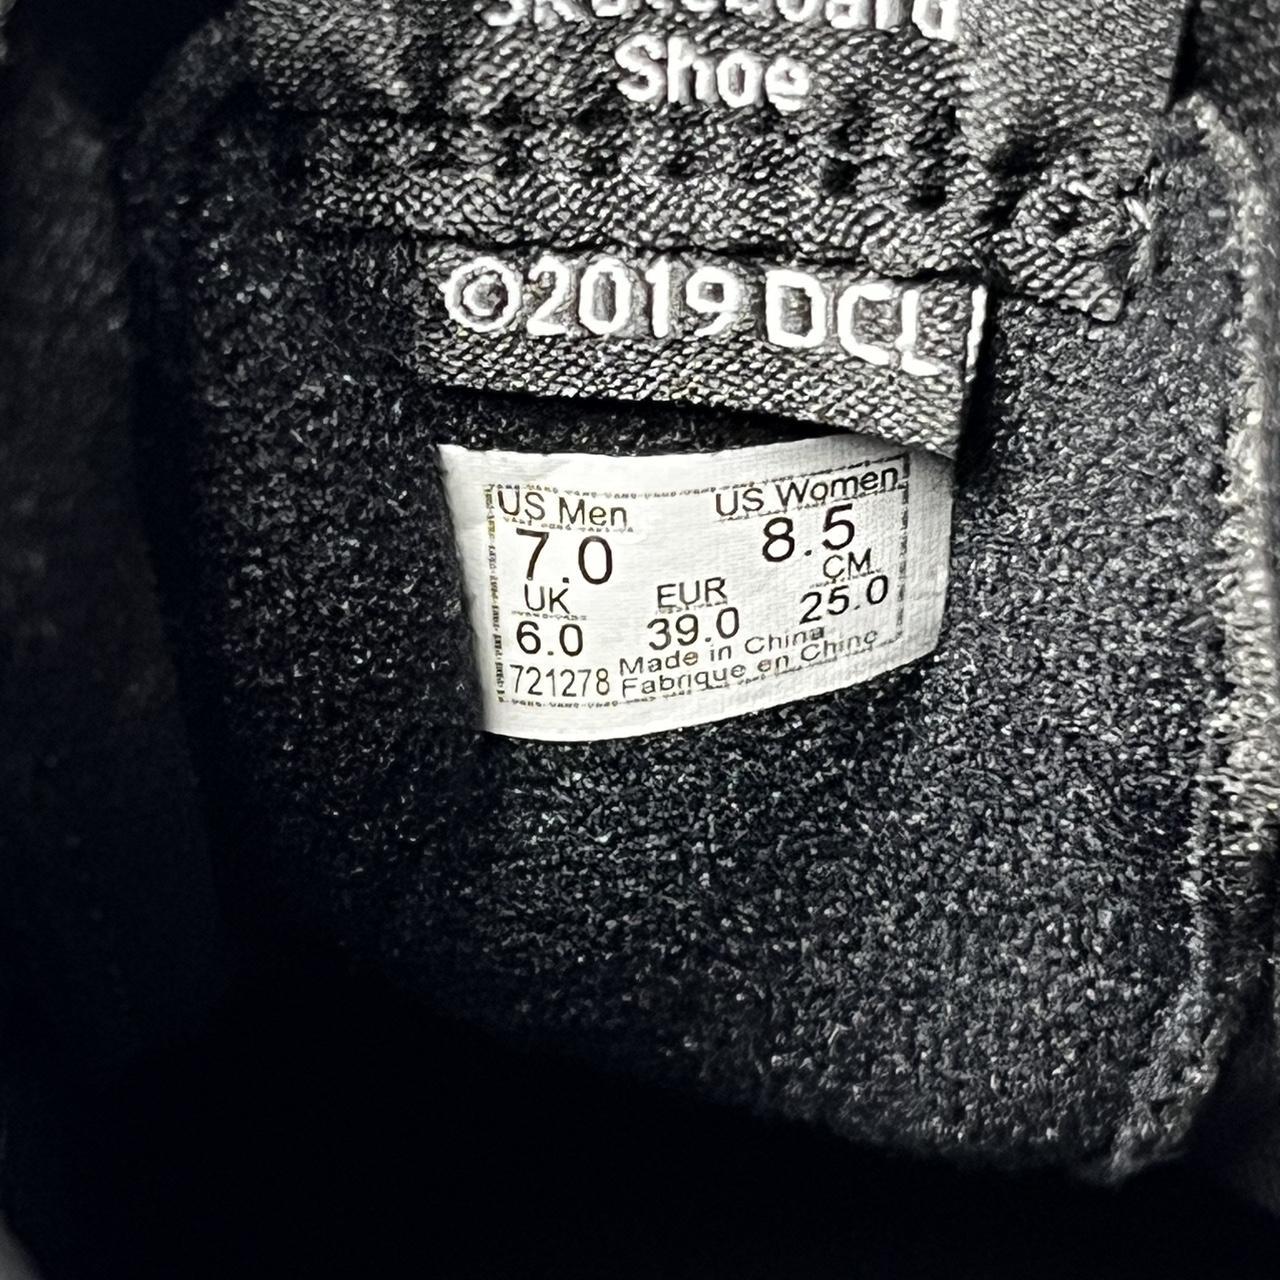 Skateboard
Shoe
©2019 DCL
US Men US Women
7.0 8.5
UK EUR CM
6.0 39.0 25.0
721278 Made in China
Fabrique en Chine